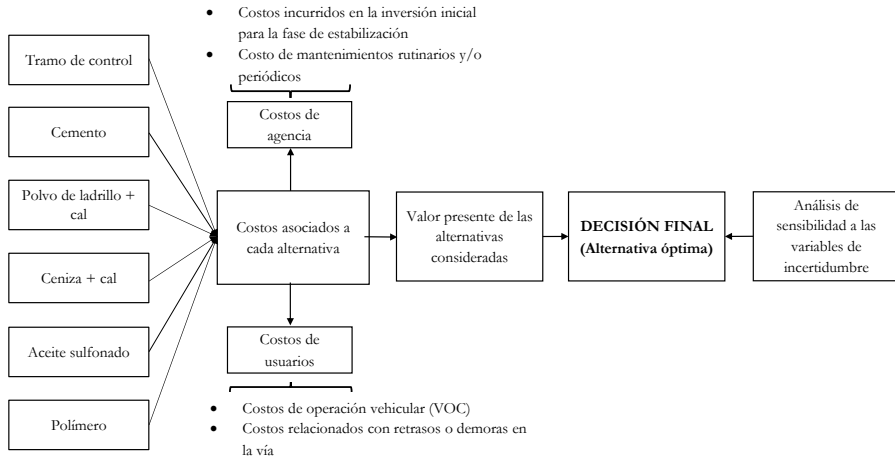 • Costos incurridos en la inversión inicial
para la fase de estabilización
• Costo de mantenimientos rutinarios y/o
periódicos
Tramo de control
Cemento
Polvo de ladrillo +
cal
Ceniza + cal
Aceite sulfonado
Polímero
Costos de
agencia
Costos asociados a
cada alternativa
Costos de
usuarios
Valor presente de las
alternativas
consideradas
DECISIÓN FINAL
(Alternativa óptima)
Análisis de
sensibilidad a las
variables de
incertidumbre
• Costos de operación vehicular (VOC)
• Costos relacionados con retrasos o demoras en
la vía